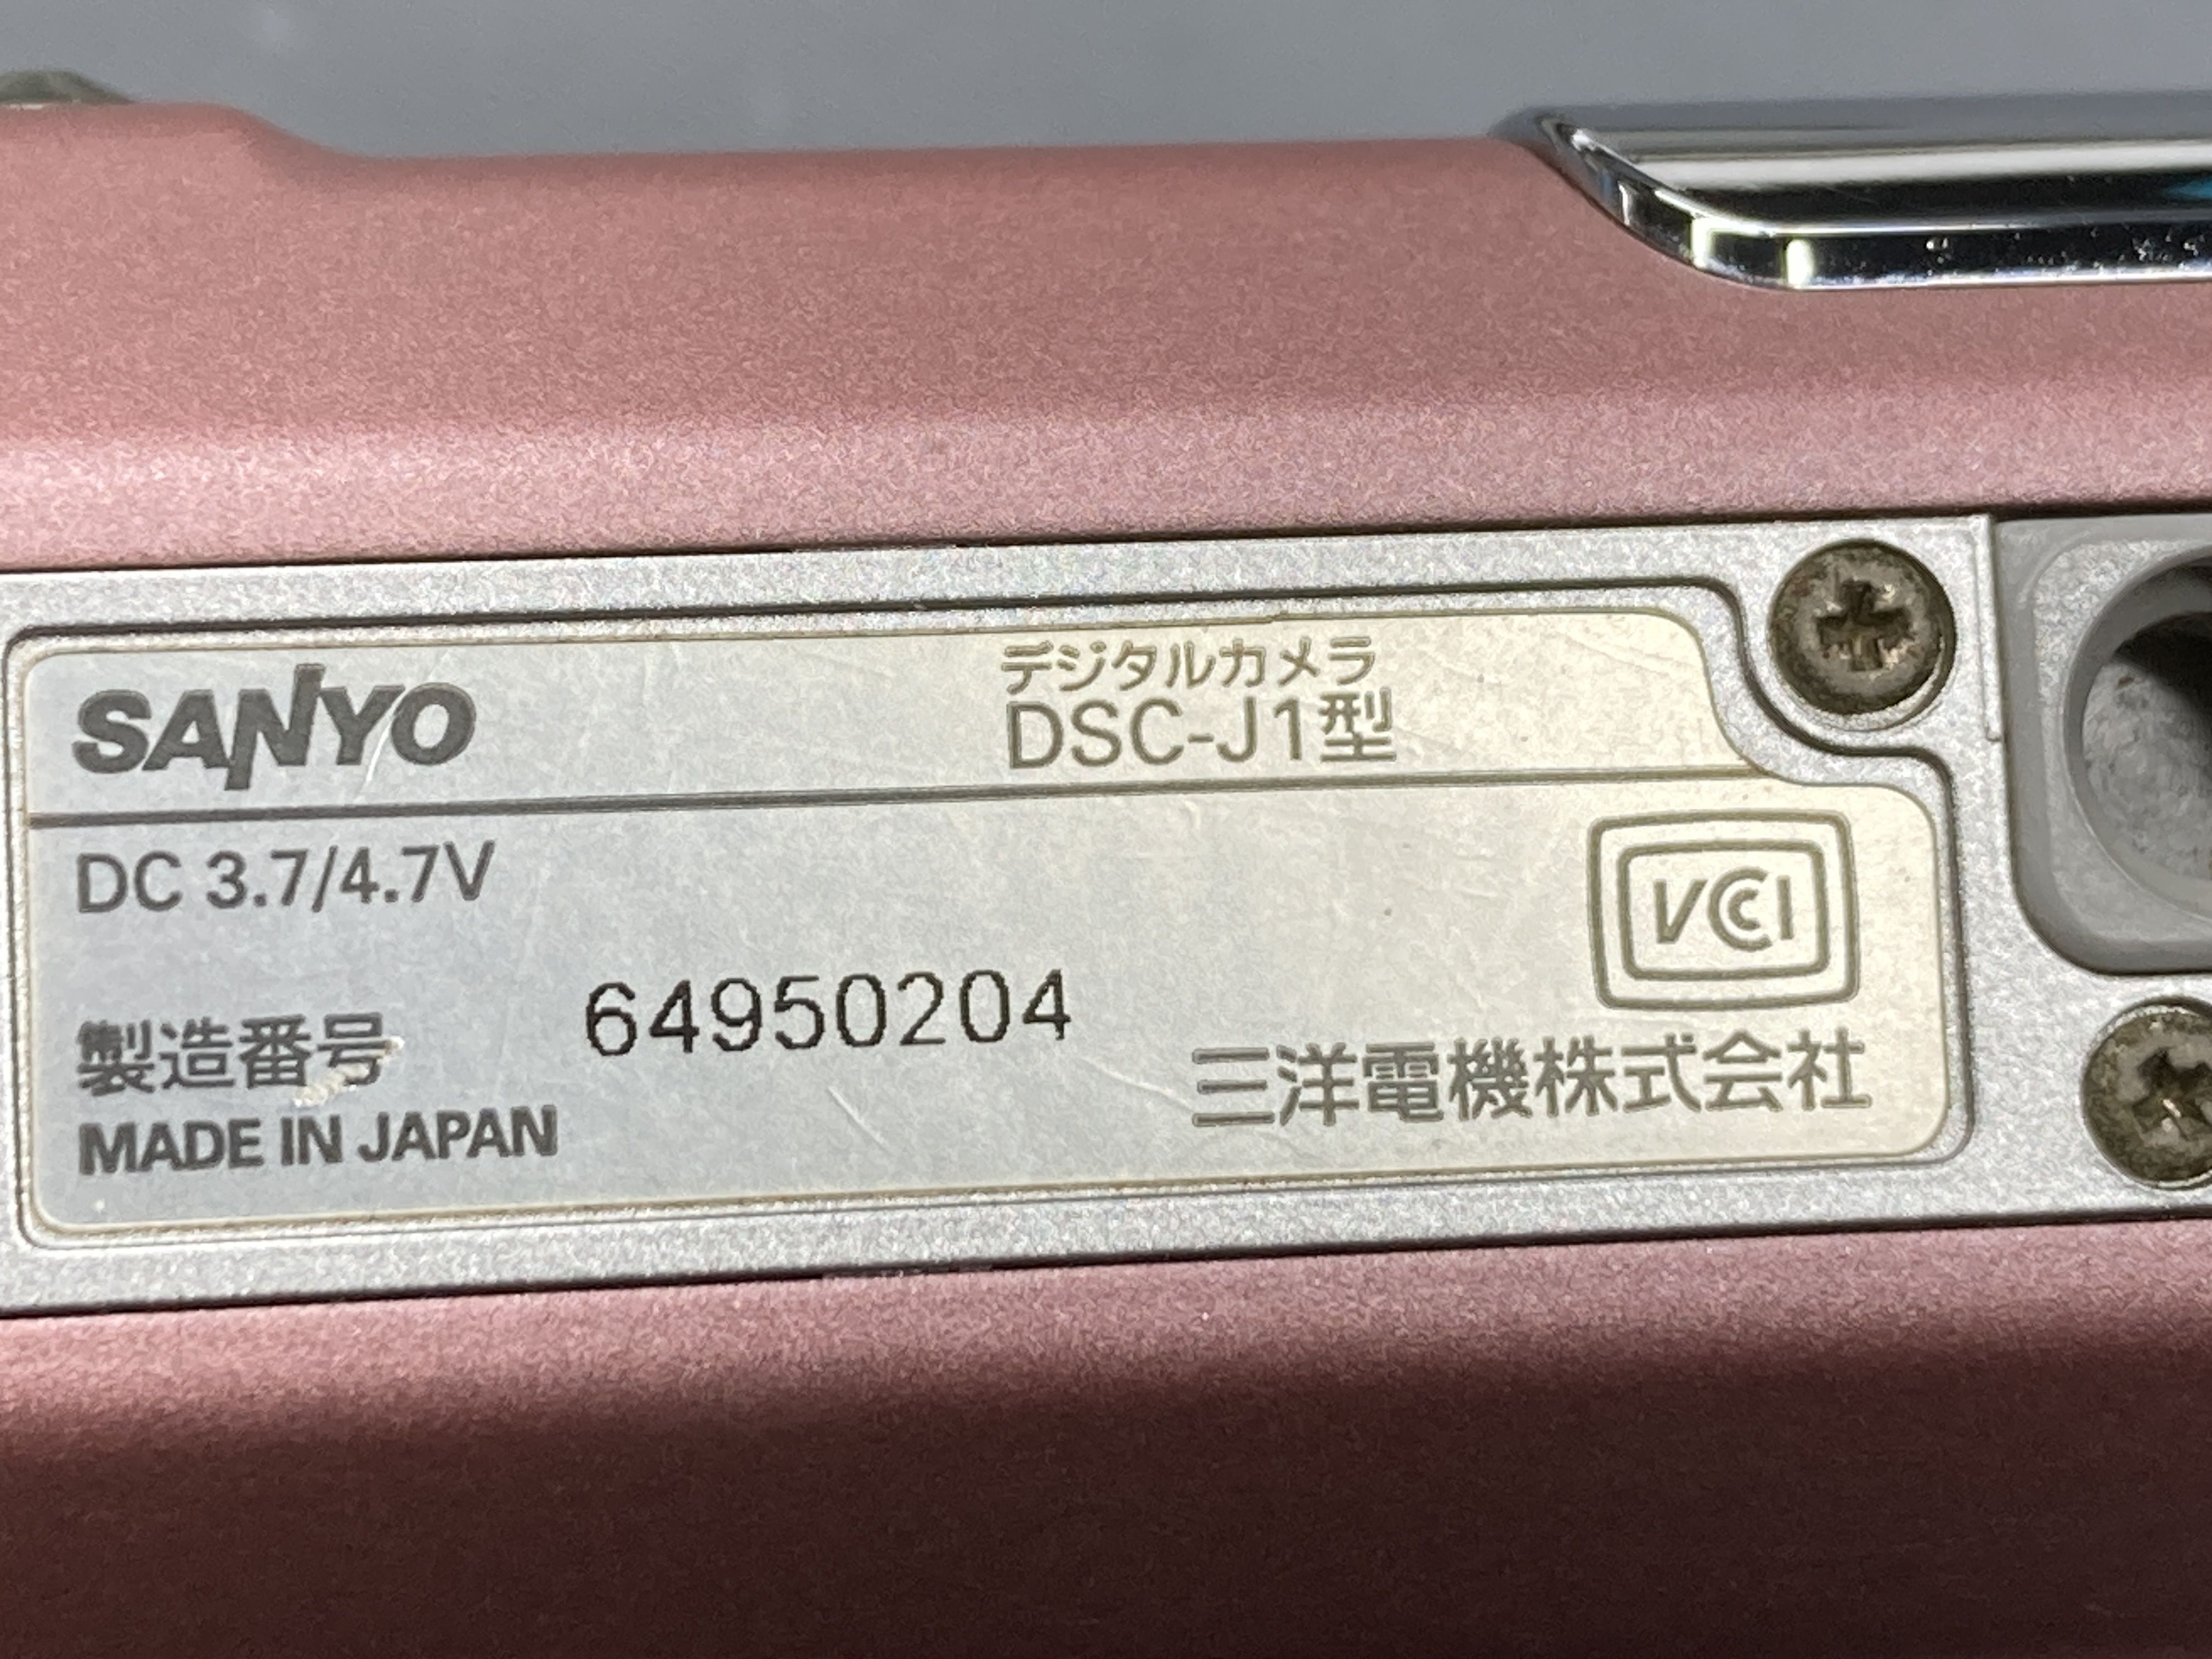 SANYO
デジタルカメラ
DSC-J1型
DC 3.7/4.7V
VCCI
製造番号 64950204
三洋電機株式会社
MADE IN JAPAN